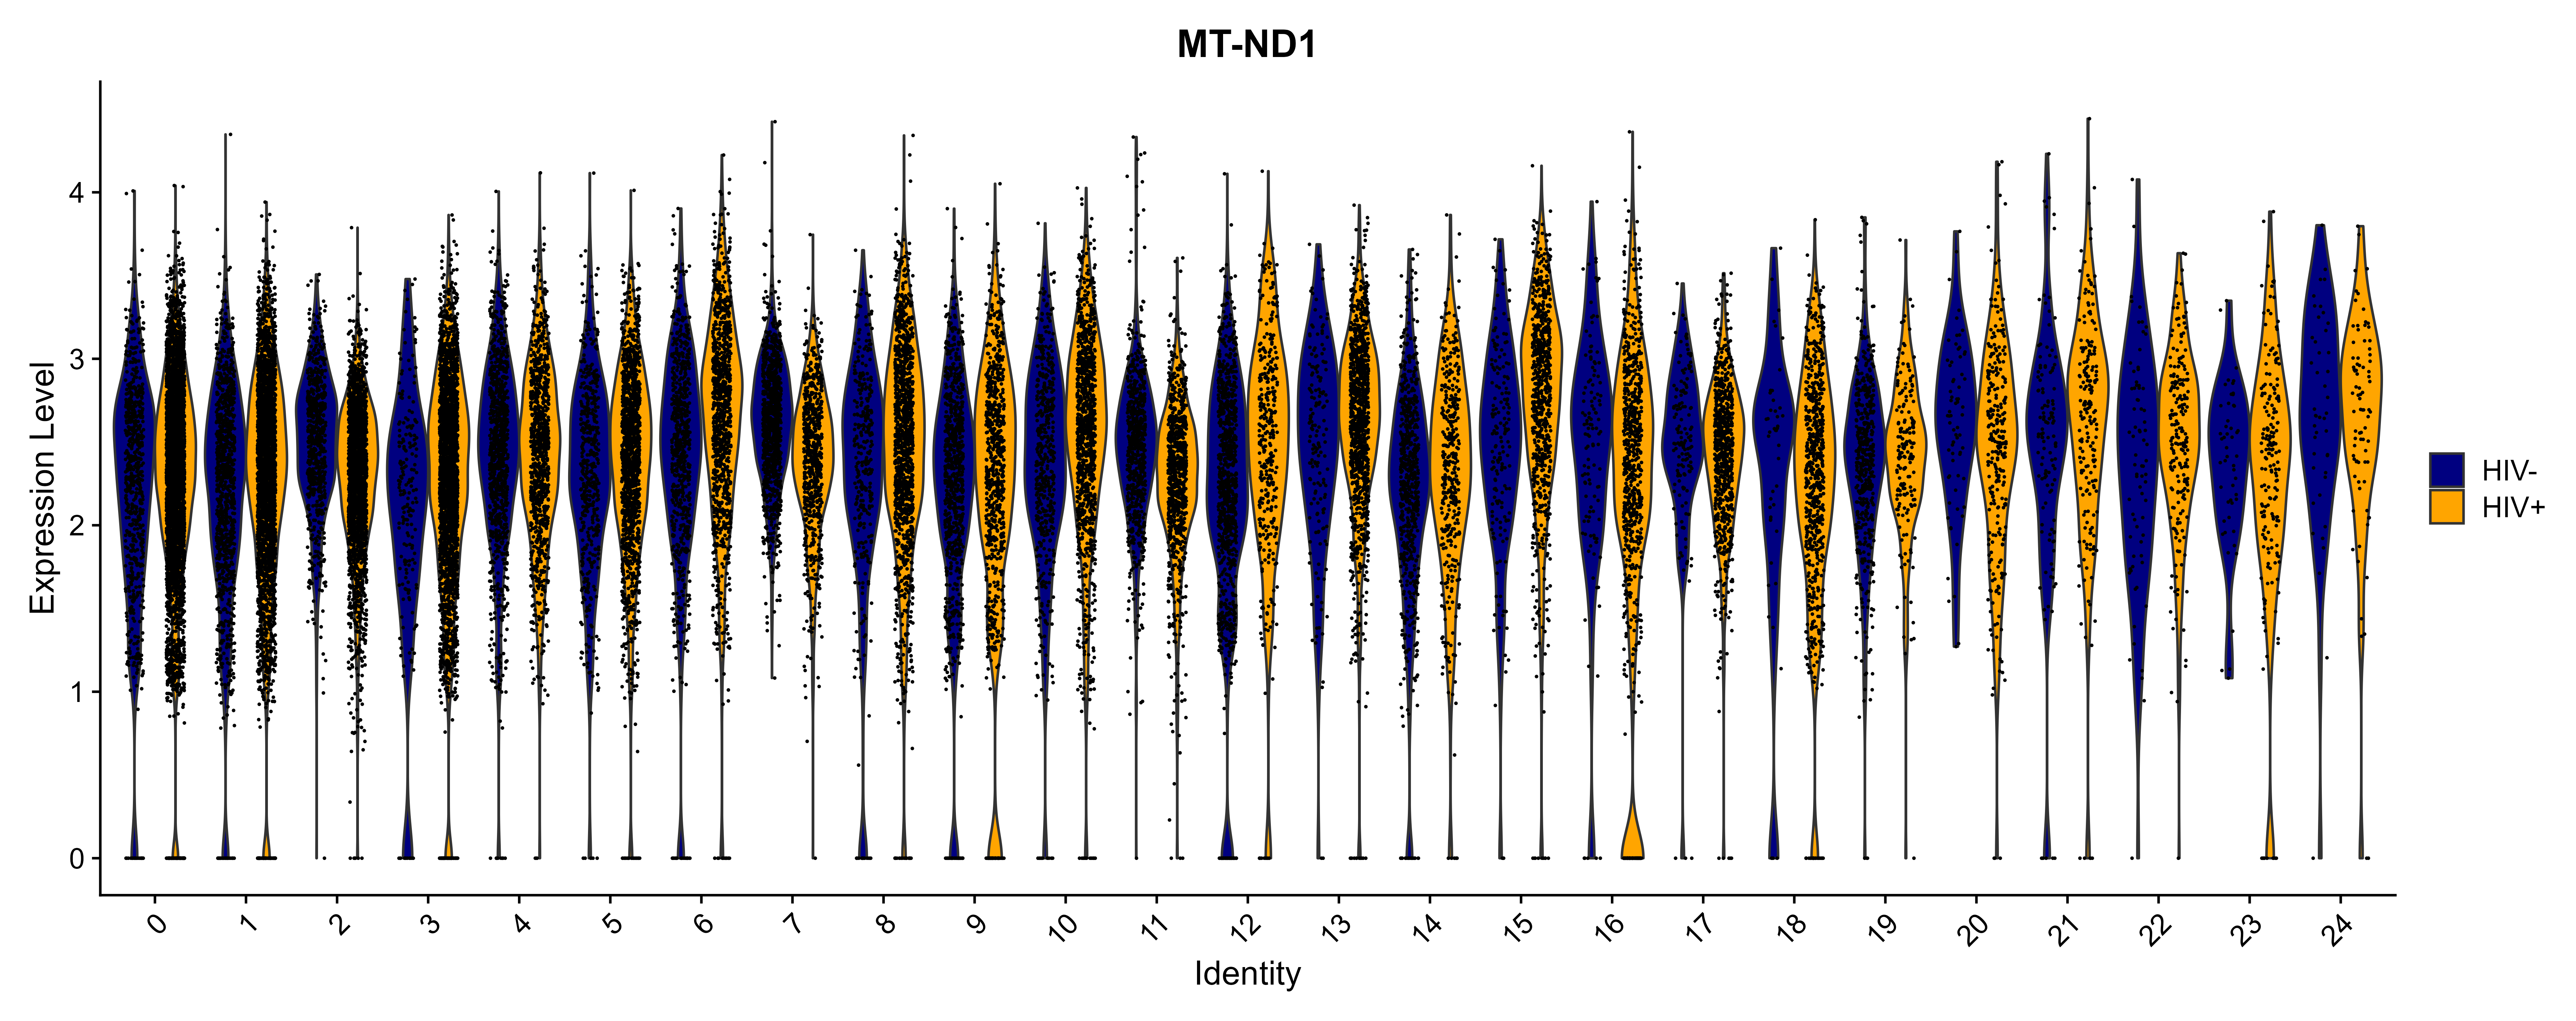 MT-ND1
Expression Level
4
3
2
1
0
0 1 2 3 4 5 6 7 8 9 10 11 12 13 14 15 16 17 18 19 20 21 22 23 24
Identity
HIV-
HIV+